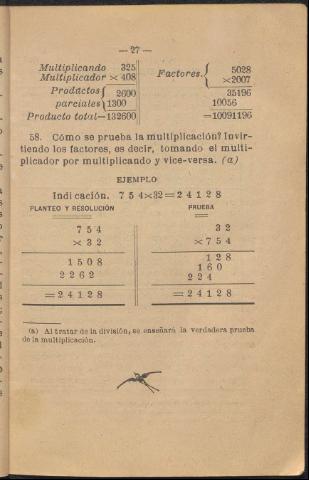 — 27 —
Multiplicando 325
Multiplicador × 408
Prodúctos { 2600
parciales { 1300
Producto total=132600
Factores. { 5028
×2007
35196
10056
=10091196
58. Cómo se prueba la multiplicación? Invir-
tiendo los factores, es decir, tomando el multi-
plicador por multiplicando y vice-versa. (a)
EJEMPLO
Indicación. 7 5 4×32=2 4 1 2 8
PLANTEO Y RESOLUCIÓN
7 5 4
× 3 2
1 5 0 8
2 2 6 2
=2 4 1 2 8
PRUEBA
3 2
×7 5 4
1 2 8
1 6 0
2 2 4
=2 4 1 2 8
(a) Al tratar de la división, se enseñará la verdadera prueba
de la multiplicación.